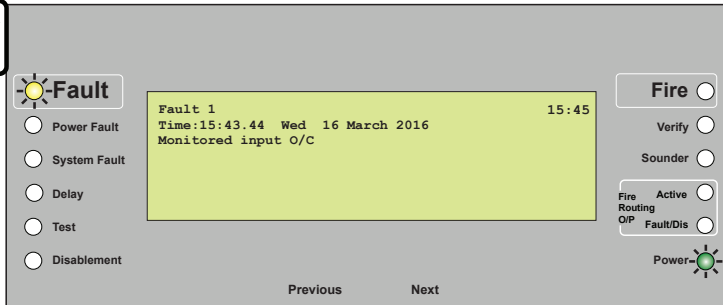 Fault
Power Fault
System Fault
Delay
Test
Disablement
Fault 1 15:45
Time:15:43.44 Wed 16 March 2016
Monitored input O/C
Fire
Verify
Sounder
Fire Routing O/P
Active
Fault/Dis
Power
Previous Next